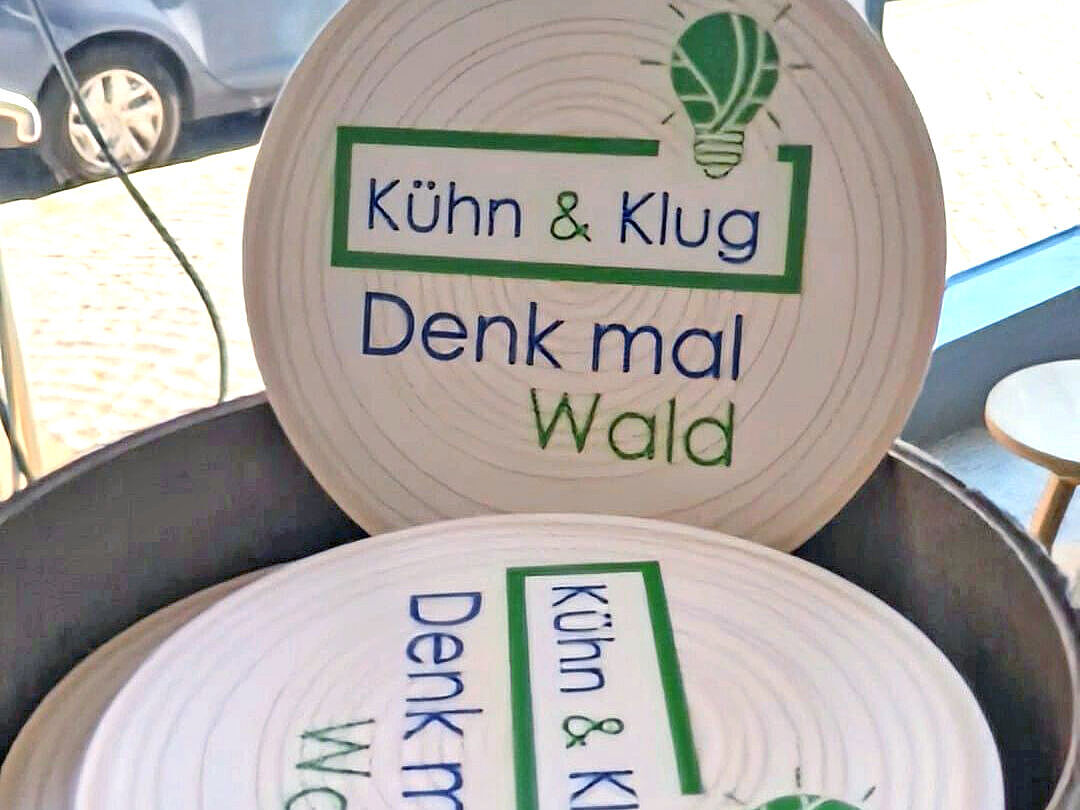 Kühn & Klug
Denk mal
Wald
Kühn &
Denk